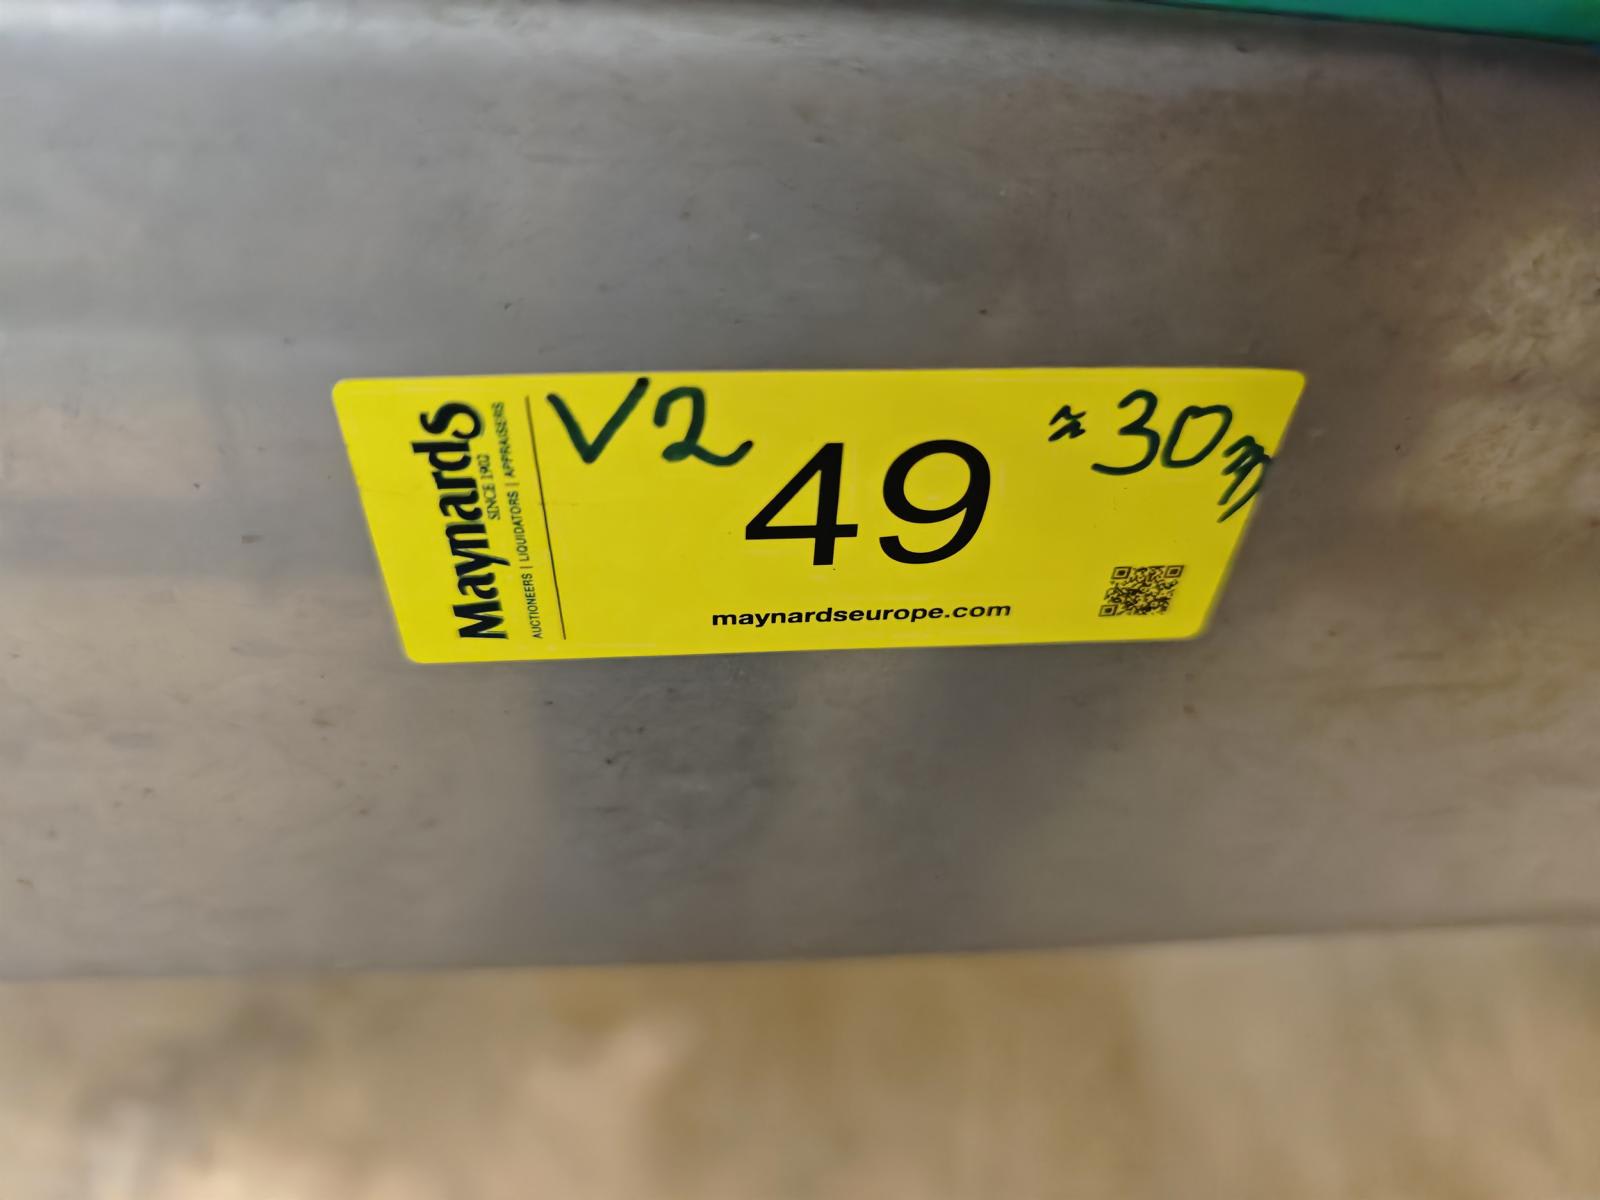 Maynards
SINCE 1902
AUCTIONEERS | LIQUIDATORS | APPRAISERS
V2
≈30m
49
maynardseurope.com